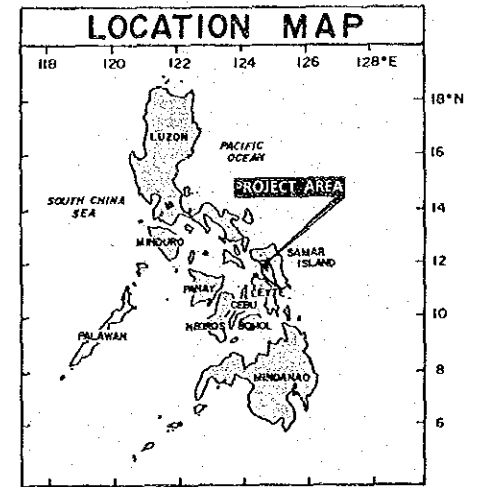 LOCATION MAP
118 120 122 124 126 128°E
18°N
LUZON
16
PACIFIC
OCEAN
PROJECT AREA
SOUTH CHINA
SEA
14
MINDORO
SAMAR
ISLAND
12
PANAY
LEYTE
CEBU
10
NEGROS BOHOL
PALAWAN
8
MINDANAO
6